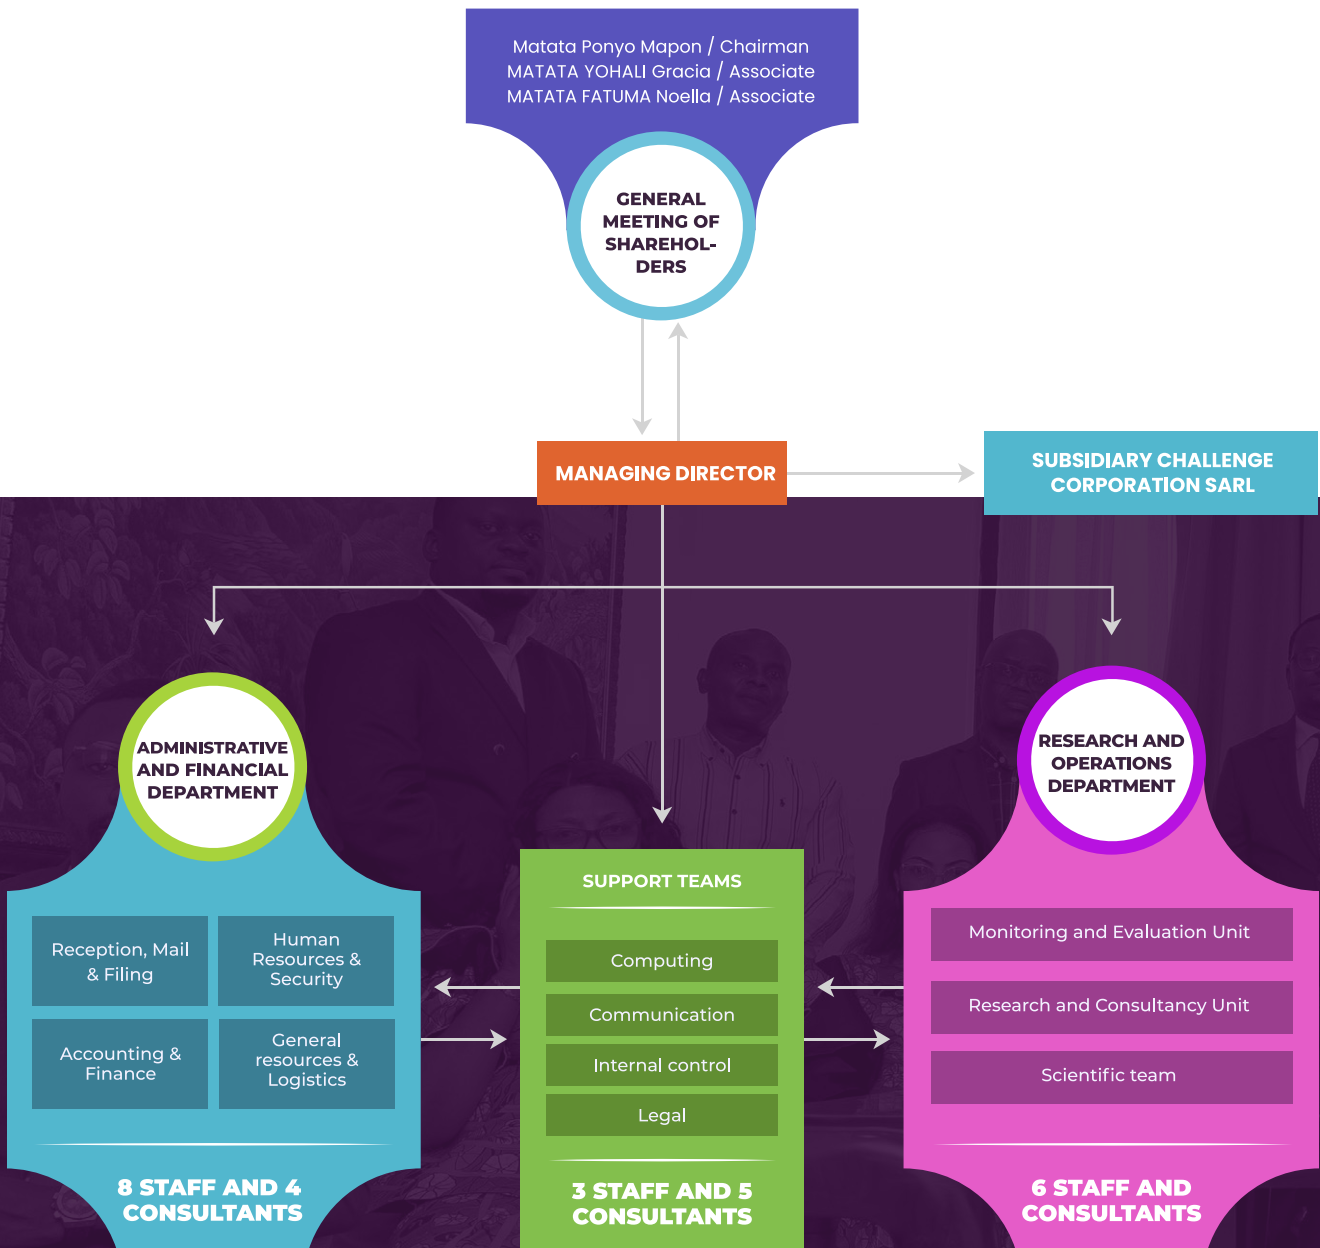 Matata Ponyo Mapon / Chairman
MATATA YOHALI Gracia / Associate
MATATA FATUMA Noella / Associate
GENERAL
MEETING OF
SHAREHOL-
DERS
MANAGING DIRECTOR
SUBSIDIARY CHALLENGE
CORPORATION SARL
ADMINISTRATIVE
AND FINANCIAL
DEPARTMENT
Reception, Mail
& Filing
Human
Resources &
Security
Accounting &
Finance
General
resources &
Logistics
8 STAFF AND 4
CONSULTANTS
SUPPORT TEAMS
Computing
Communication
Internal control
Legal
3 STAFF AND 5
CONSULTANTS
RESEARCH AND
OPERATIONS
DEPARTMENT
Monitoring and Evaluation Unit
Research and Consultancy Unit
Scientific team
6 STAFF AND
CONSULTANTS